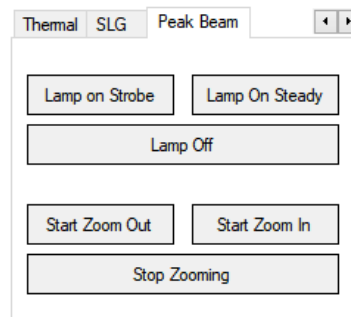 Thermal SLG Peak Beam
Lamp on Strobe Lamp On Steady
Lamp Off
Start Zoom Out Start Zoom In
Stop Zooming